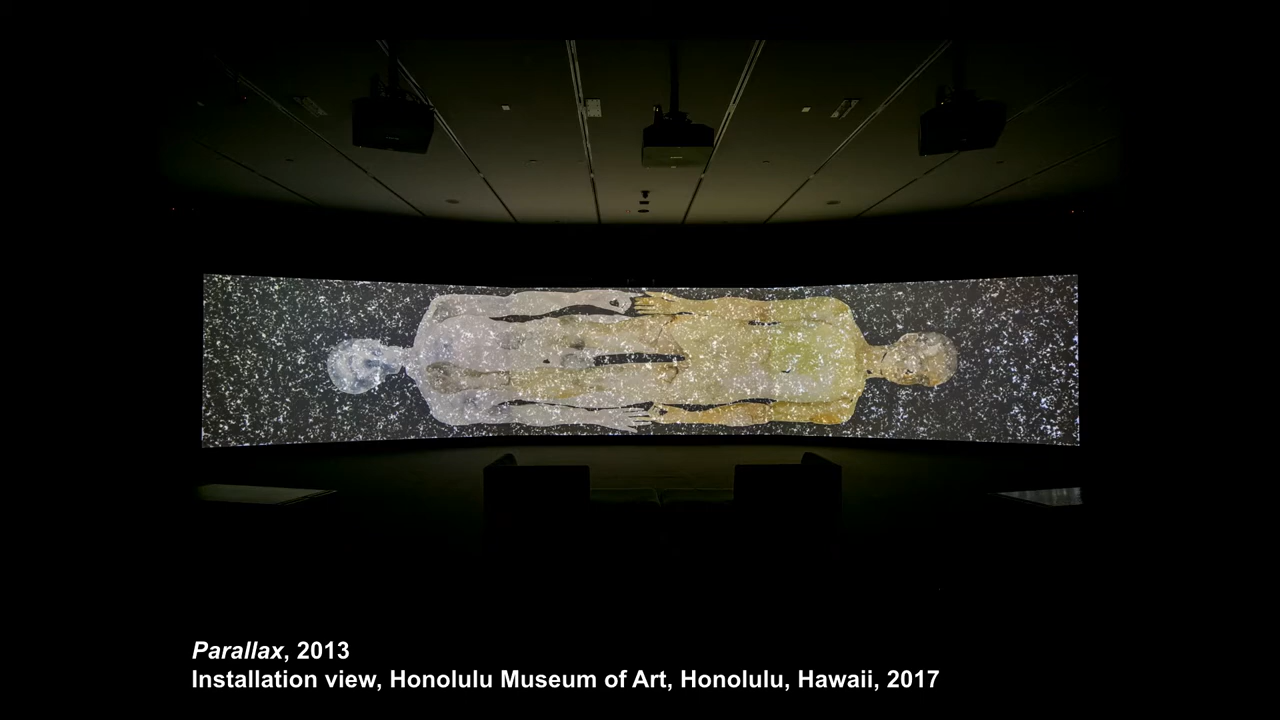 Parallax, 2013
Installation view, Honolulu Museum of Art, Honolulu, Hawaii, 2017